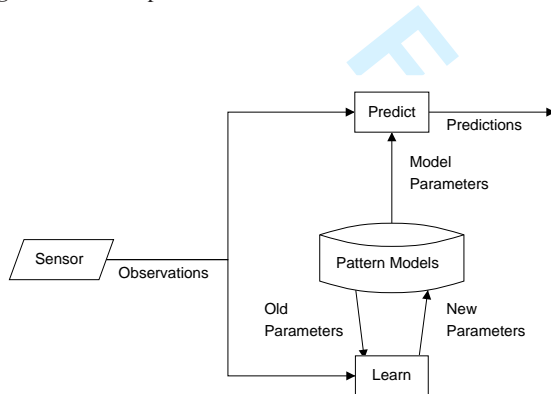 Predict
Predictions
Model
Parameters
Sensor
Observations
Pattern Models
Old
Parameters
New
Parameters
Learn